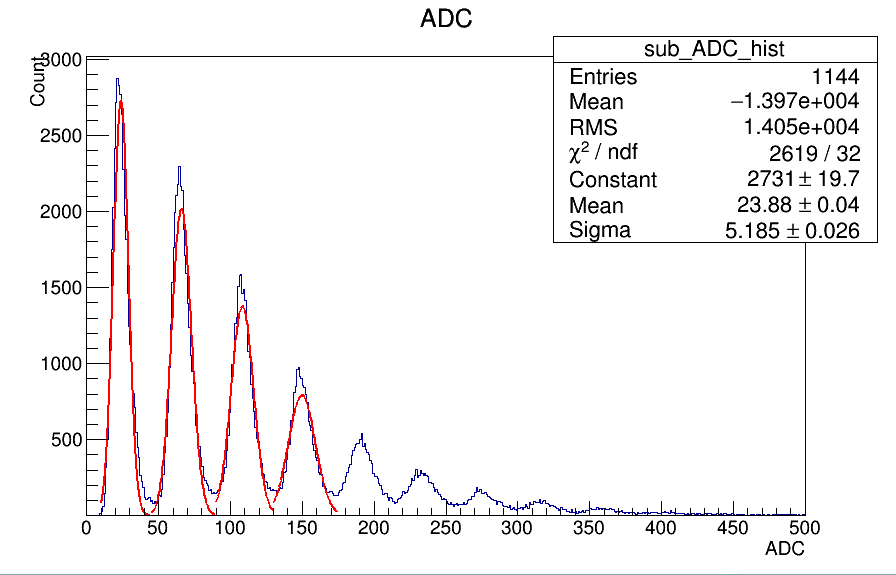 ADC
sub_ADC_hist
Entries 1144
Mean −1.397e+004
RMS 1.405e+004
χ² / ndf 2619 / 32
Constant 2731 ± 19.7
Mean 23.88 ± 0.04
Sigma 5.185 ± 0.026
Count
3000
2500
2000
1500
1000
500
0 50 100 150 200 250 300 350 400 450 500
ADC